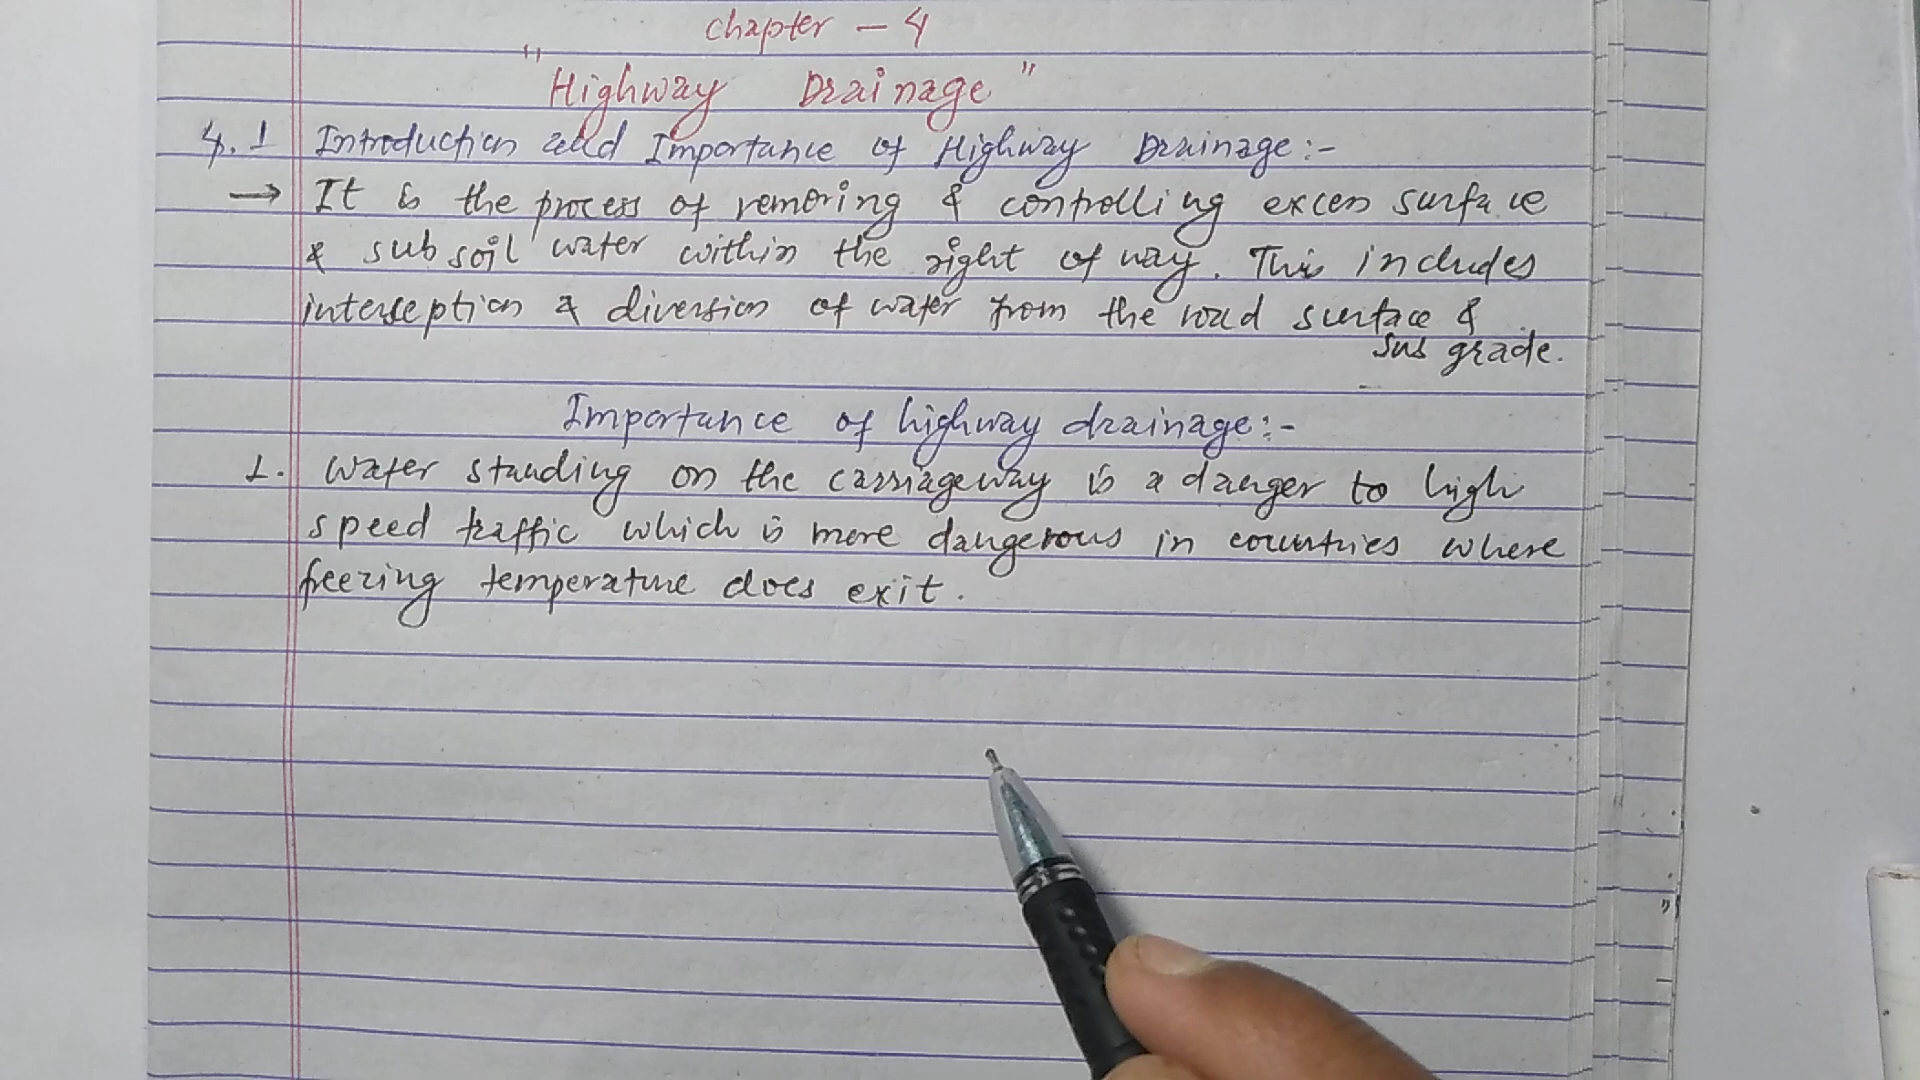 chapter - 4
"Highway Drainage"
4.1 Introduction and Importance of Highway Drainage:-
→ It is the process of removing & controlling excess surface
& sub soil water within the right of way. This includes
interseption & diversion of water from the road surface &
sub grade.
Importance of highway drainage:-
1. Water standing on the carriageway is a danger to high
speed traffic which is more dangerous in countries where
freezing temperature does exit.